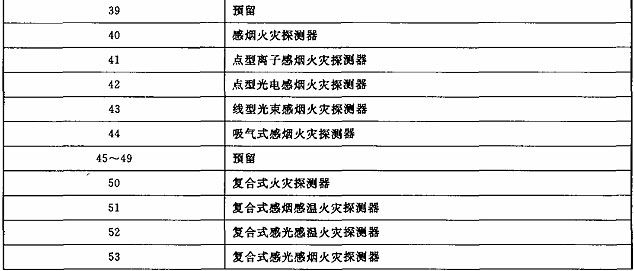 39 预留
40 感烟火灾探测器
41 点型离子感烟火灾探测器
42 点型光电感烟火灾探测器
43 线型光束感烟火灾探测器
44 吸气式感烟火灾探测器
45～49 预留
50 复合式火灾探测器
51 复合式感烟感温火灾探测器
52 复合式感光感温火灾探测器
53 复合式感光感烟火灾探测器